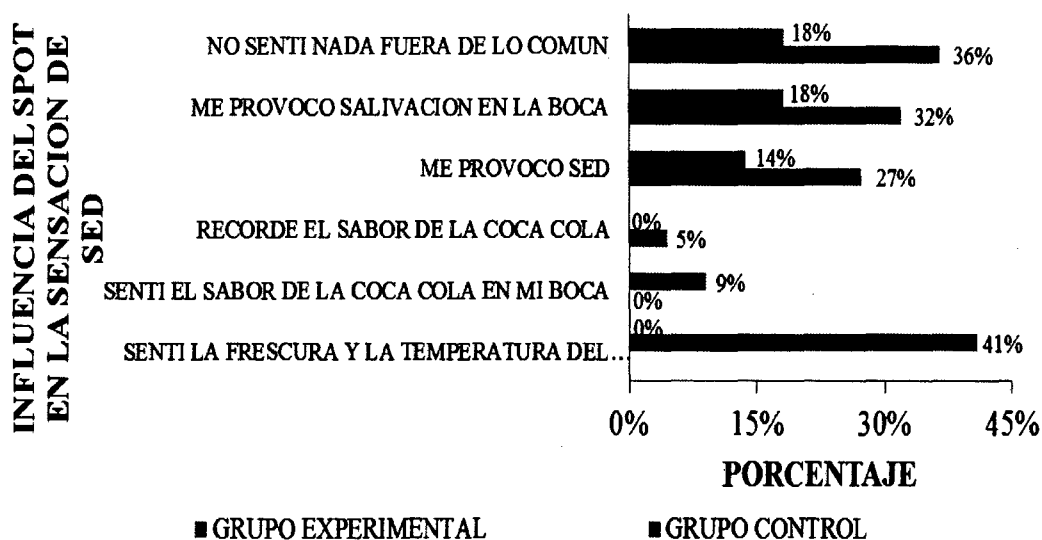 INFLUENCIA DEL SPOT
EN LA SENSACION DE
SED
NO SENTI NADA FUERA DE LO COMUN
18%
36%
ME PROVOCO SALIVACION EN LA BOCA
18%
32%
ME PROVOCO SED
14%
27%
RECORDE EL SABOR DE LA COCA COLA
0%
5%
SENTI EL SABOR DE LA COCA COLA EN MI BOCA
9%
0%
SENTI LA FRESCURA Y LA TEMPERATURA DEL...
0%
41%
0% 15% 30% 45%
PORCENTAJE
GRUPO EXPERIMENTAL GRUPO CONTROL